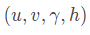 (u, v, γ, h)